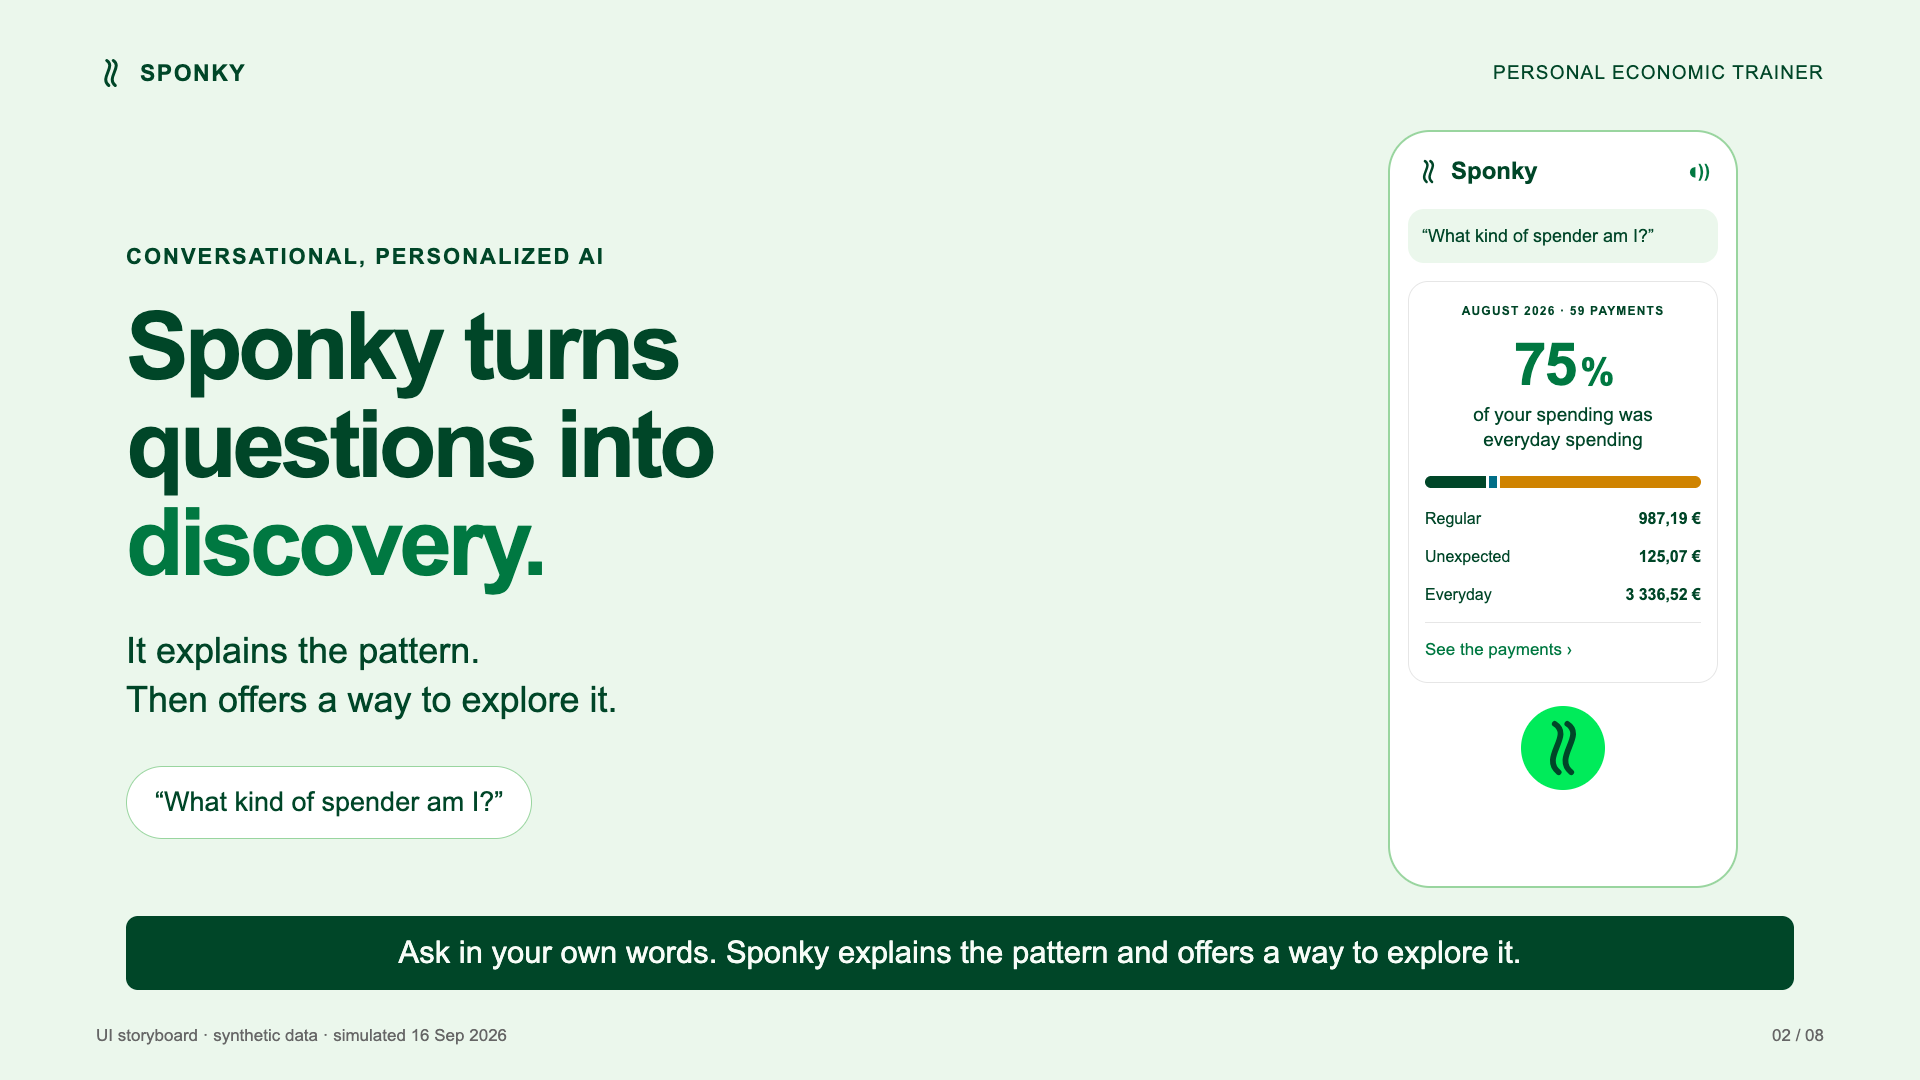 SPONKY
PERSONAL ECONOMIC TRAINER
CONVERSATIONAL, PERSONALIZED AI
Sponky turns
questions into
discovery.
It explains the pattern.
Then offers a way to explore it.
“What kind of spender am I?”
Sponky
“What kind of spender am I?”
AUGUST 2026 · 59 PAYMENTS
75%
of your spending was
everyday spending
Regular 987,19 €
Unexpected 125,07 €
Everyday 3 336,52 €
See the payments ›
Ask in your own words. Sponky explains the pattern and offers a way to explore it.
UI storyboard · synthetic data · simulated 16 Sep 2026
02 / 08